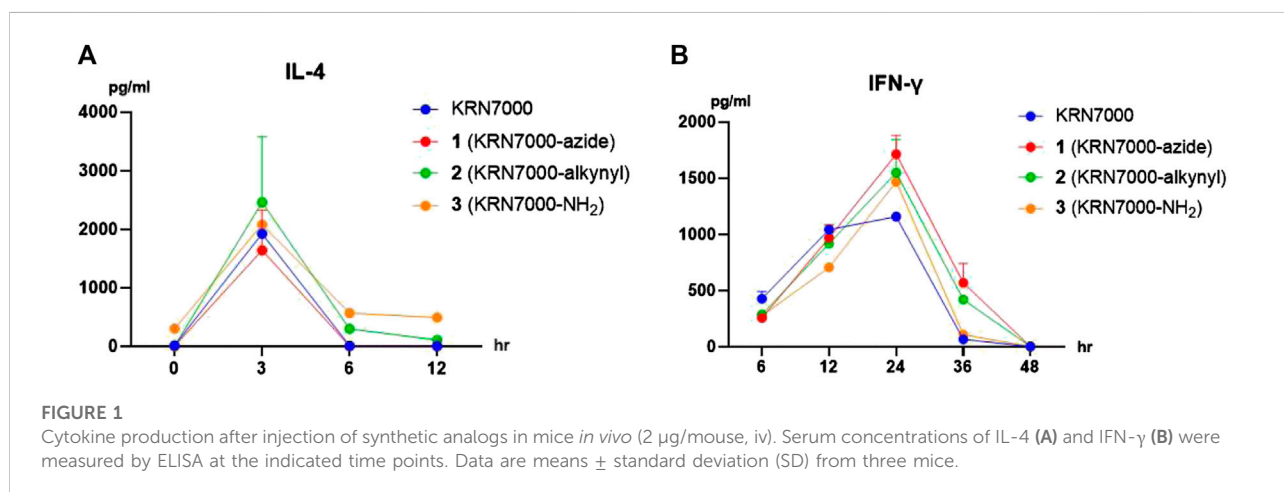 A
IL-4
pg/ml
4000
3000
2000
1000
0
0
3
6
12
hr
KRN7000
1 (KRN7000-azide)
2 (KRN7000-alkynyl)
3 (KRN7000-NH₂)
B
IFN-γ
pg/ml
2000
1500
1000
500
0
6
12
24
36
48
hr
KRN7000
1 (KRN7000-azide)
2 (KRN7000-alkynyl)
3 (KRN7000-NH₂)
FIGURE 1
Cytokine production after injection of synthetic analogs in mice in vivo (2 μg/mouse, iv). Serum concentrations of IL-4 (A) and IFN-γ (B) were
measured by ELISA at the indicated time points. Data are means ± standard deviation (SD) from three mice.